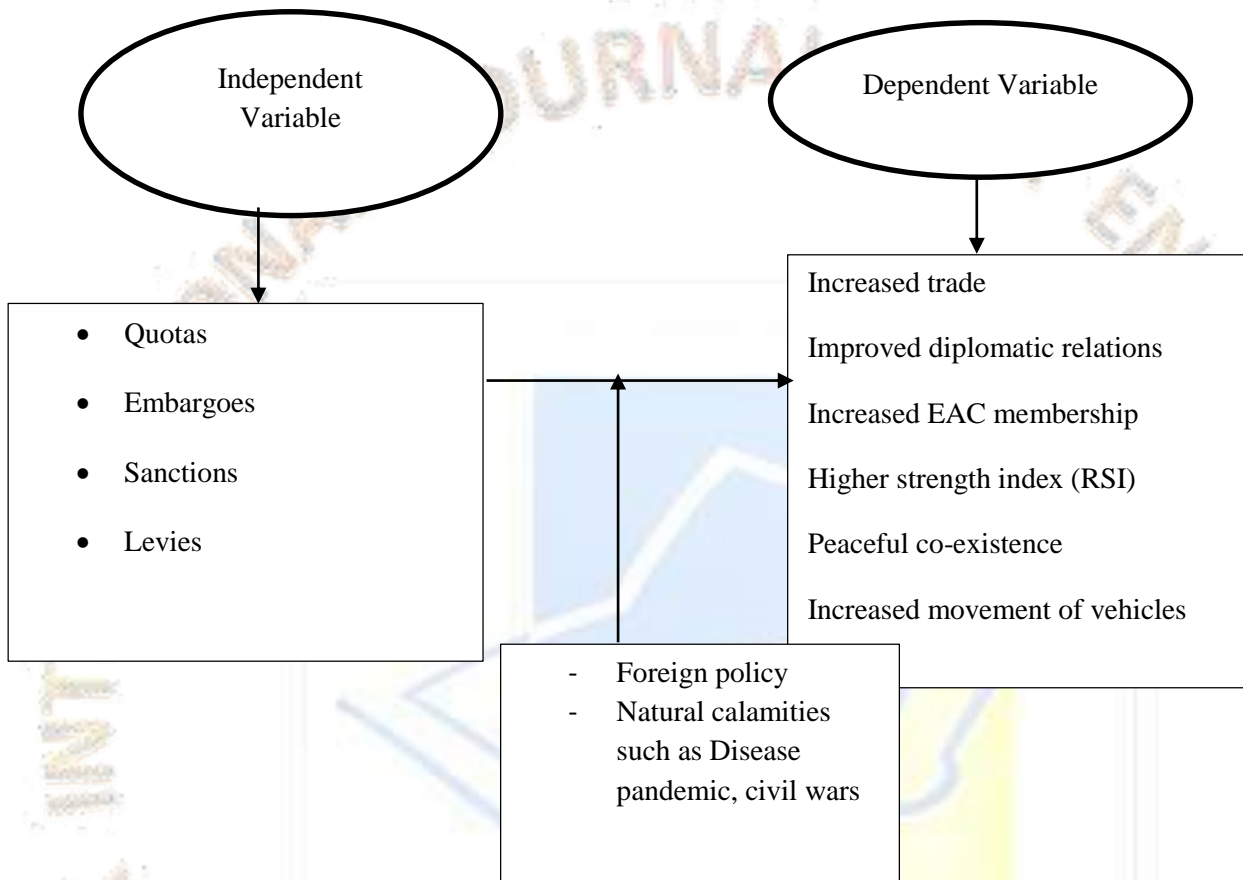 Independent
Variable
Dependent Variable
• Quotas
• Embargoes
• Sanctions
• Levies
Increased trade
Improved diplomatic relations
Increased EAC membership
Higher strength index (RSI)
Peaceful co-existence
Increased movement of vehicles
- Foreign policy
- Natural calamities
such as Disease
pandemic, civil wars